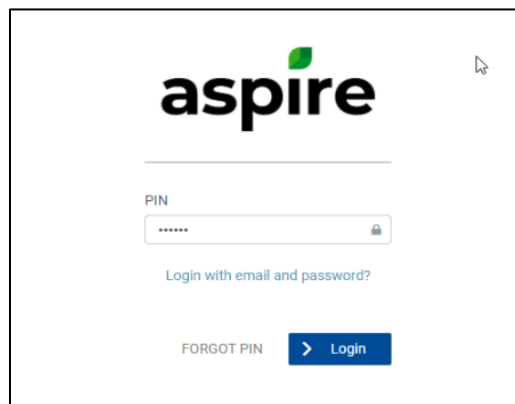 aspire
PIN
••••••
Login with email and password?
FORGOT PIN
Login